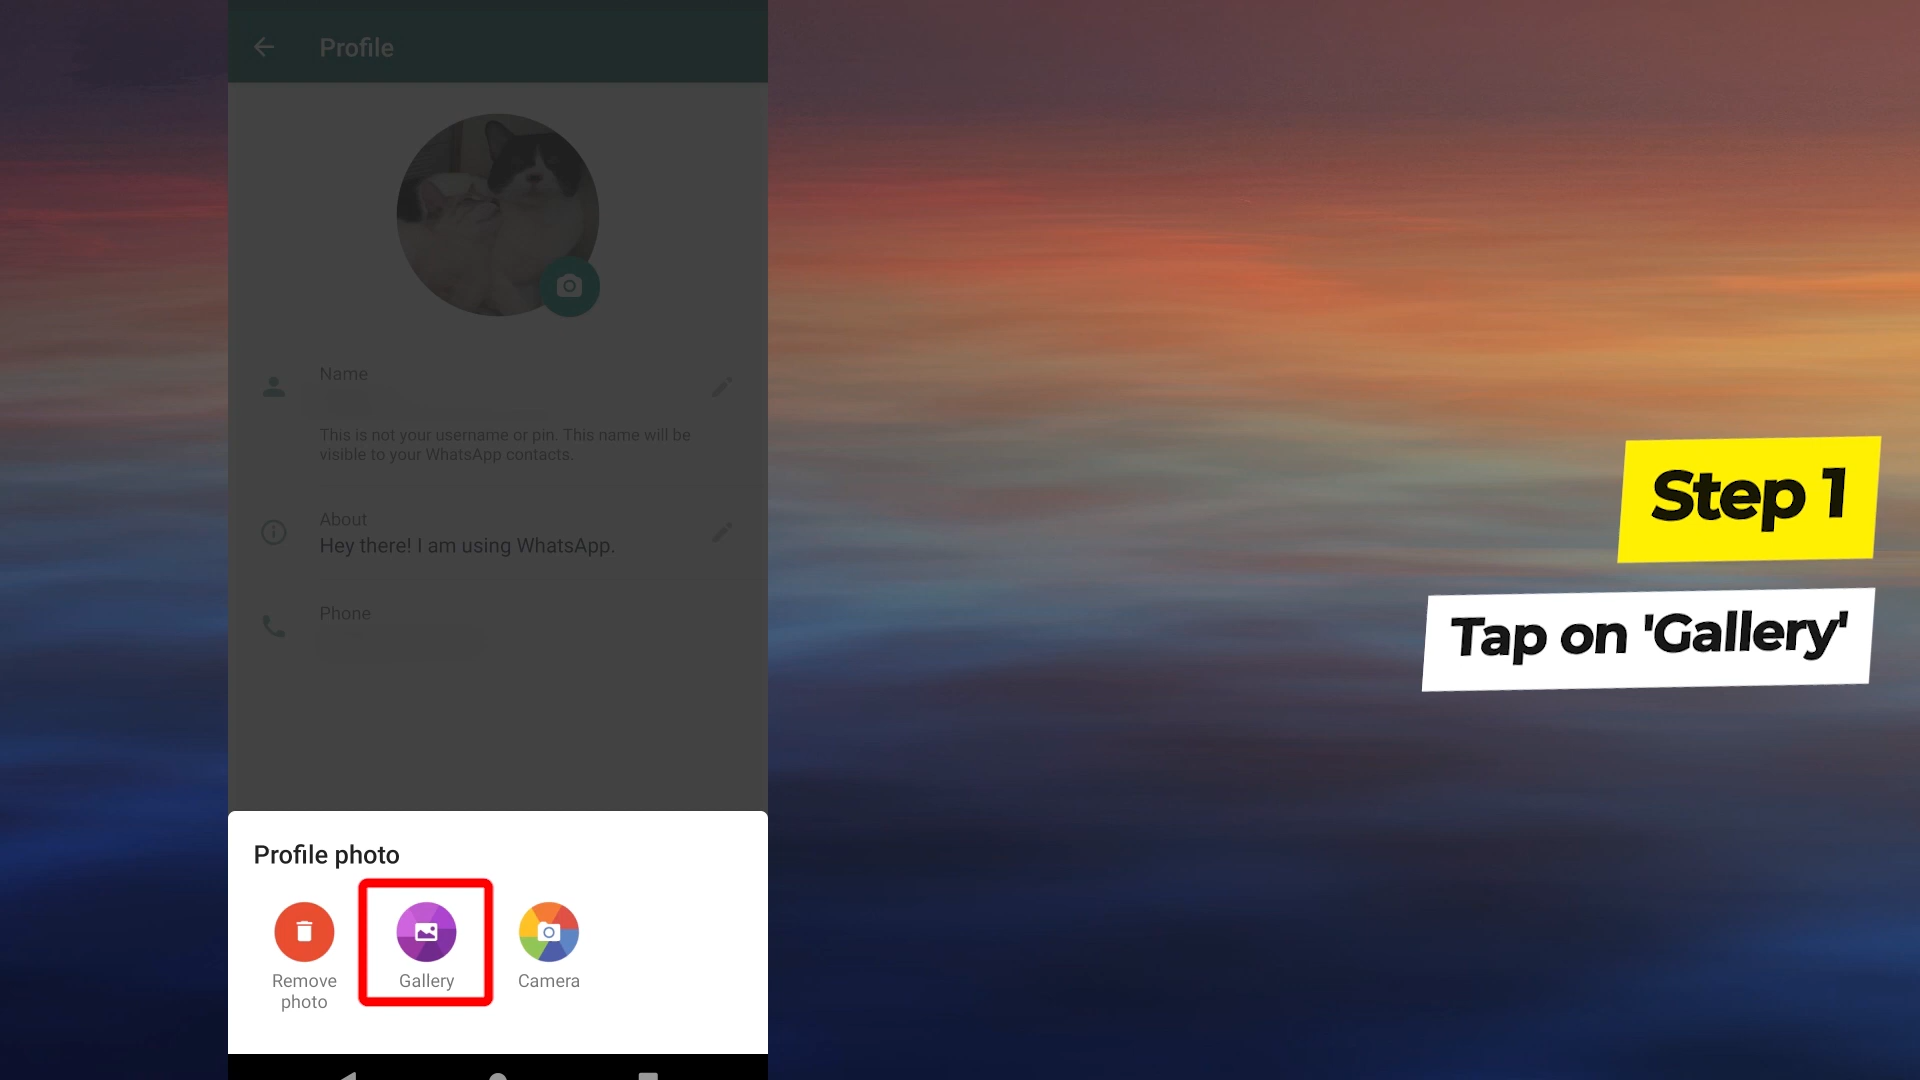 Profile
Name
This is not your username or pin. This name will be
visible to your WhatsApp contacts.
About
Hey there! I am using WhatsApp.
Phone
Profile photo
Remove
photo
Gallery
Camera
Step 1
Tap on 'Gallery'